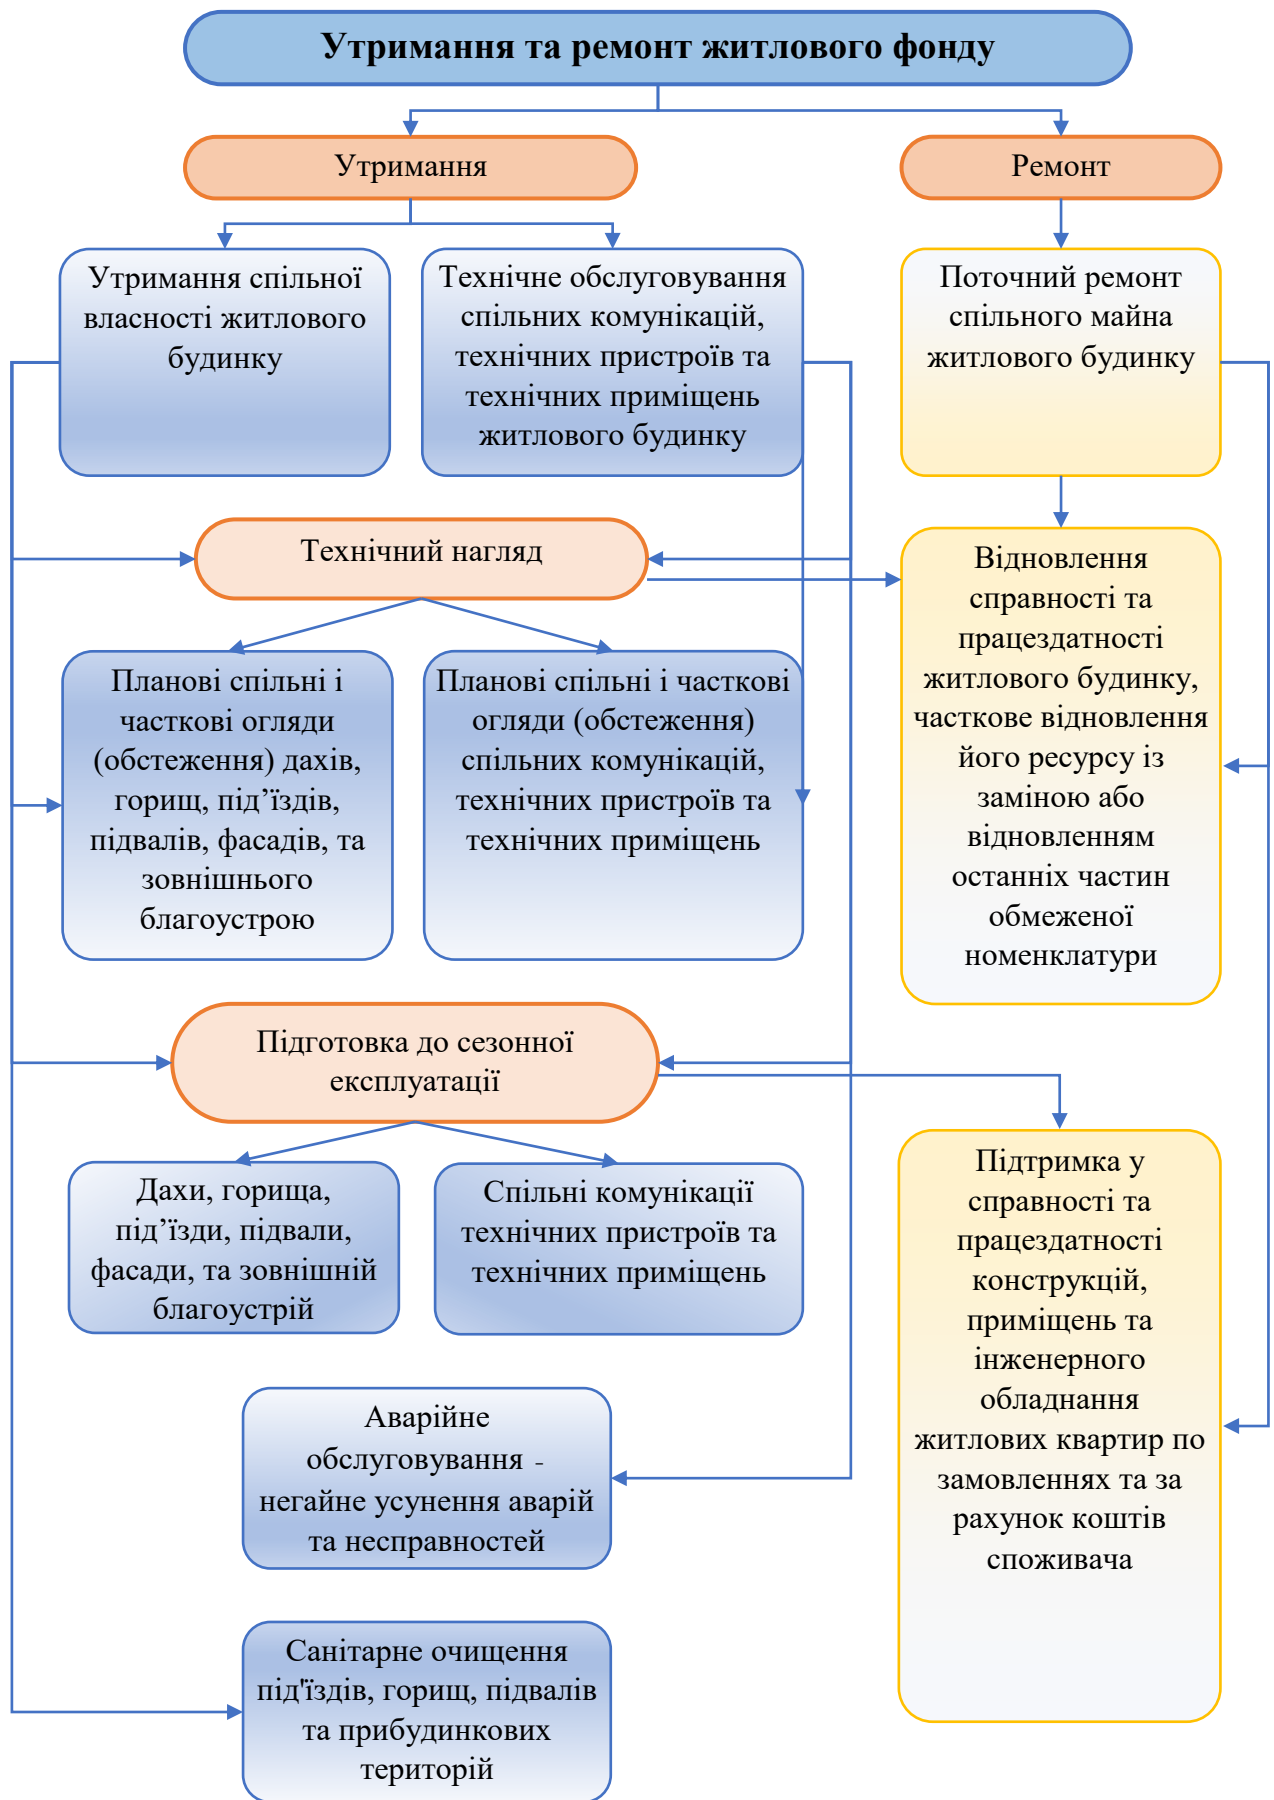 Утримання та ремонт житлового фонду
Утримання
Ремонт
Утримання спільної
власності житлового
будинку
Технічне обслуговування
спільних комунікацій,
технічних пристроїв та
технічних приміщень
житлового будинку
Поточний ремонт
спільного майна
житлового будинку
Технічний нагляд
Відновлення
справності та
працездатності
житлового будинку,
часткове відновлення
його ресурсу із
заміною або
відновленням
останніх частин
обмеженої
номенклатури
Планові спільні і
часткові огляди
(обстеження) дахів,
горищ, під’їздів,
підвалів, фасадів, та
зовнішнього
благоустрою
Планові спільні і часткові
огляди (обстеження)
спільних комунікацій,
технічних пристроїв та
технічних приміщень
Підготовка до сезонної
експлуатації
Дахи, горища,
під’їзди, підвали,
фасади, та зовнішній
благоустрій
Спільні комунікації
технічних пристроїв та
технічних приміщень
Підтримка у
справності та
працездатності
конструкцій,
приміщень та
інженерного
обладнання
житлових квартир по
замовленнях та за
рахунок коштів
споживача
Аварійне
обслуговування -
негайне усунення аварій
та несправностей
Санітарне очищення
під'їздів, горищ, підвалів
та прибудинкових
територій